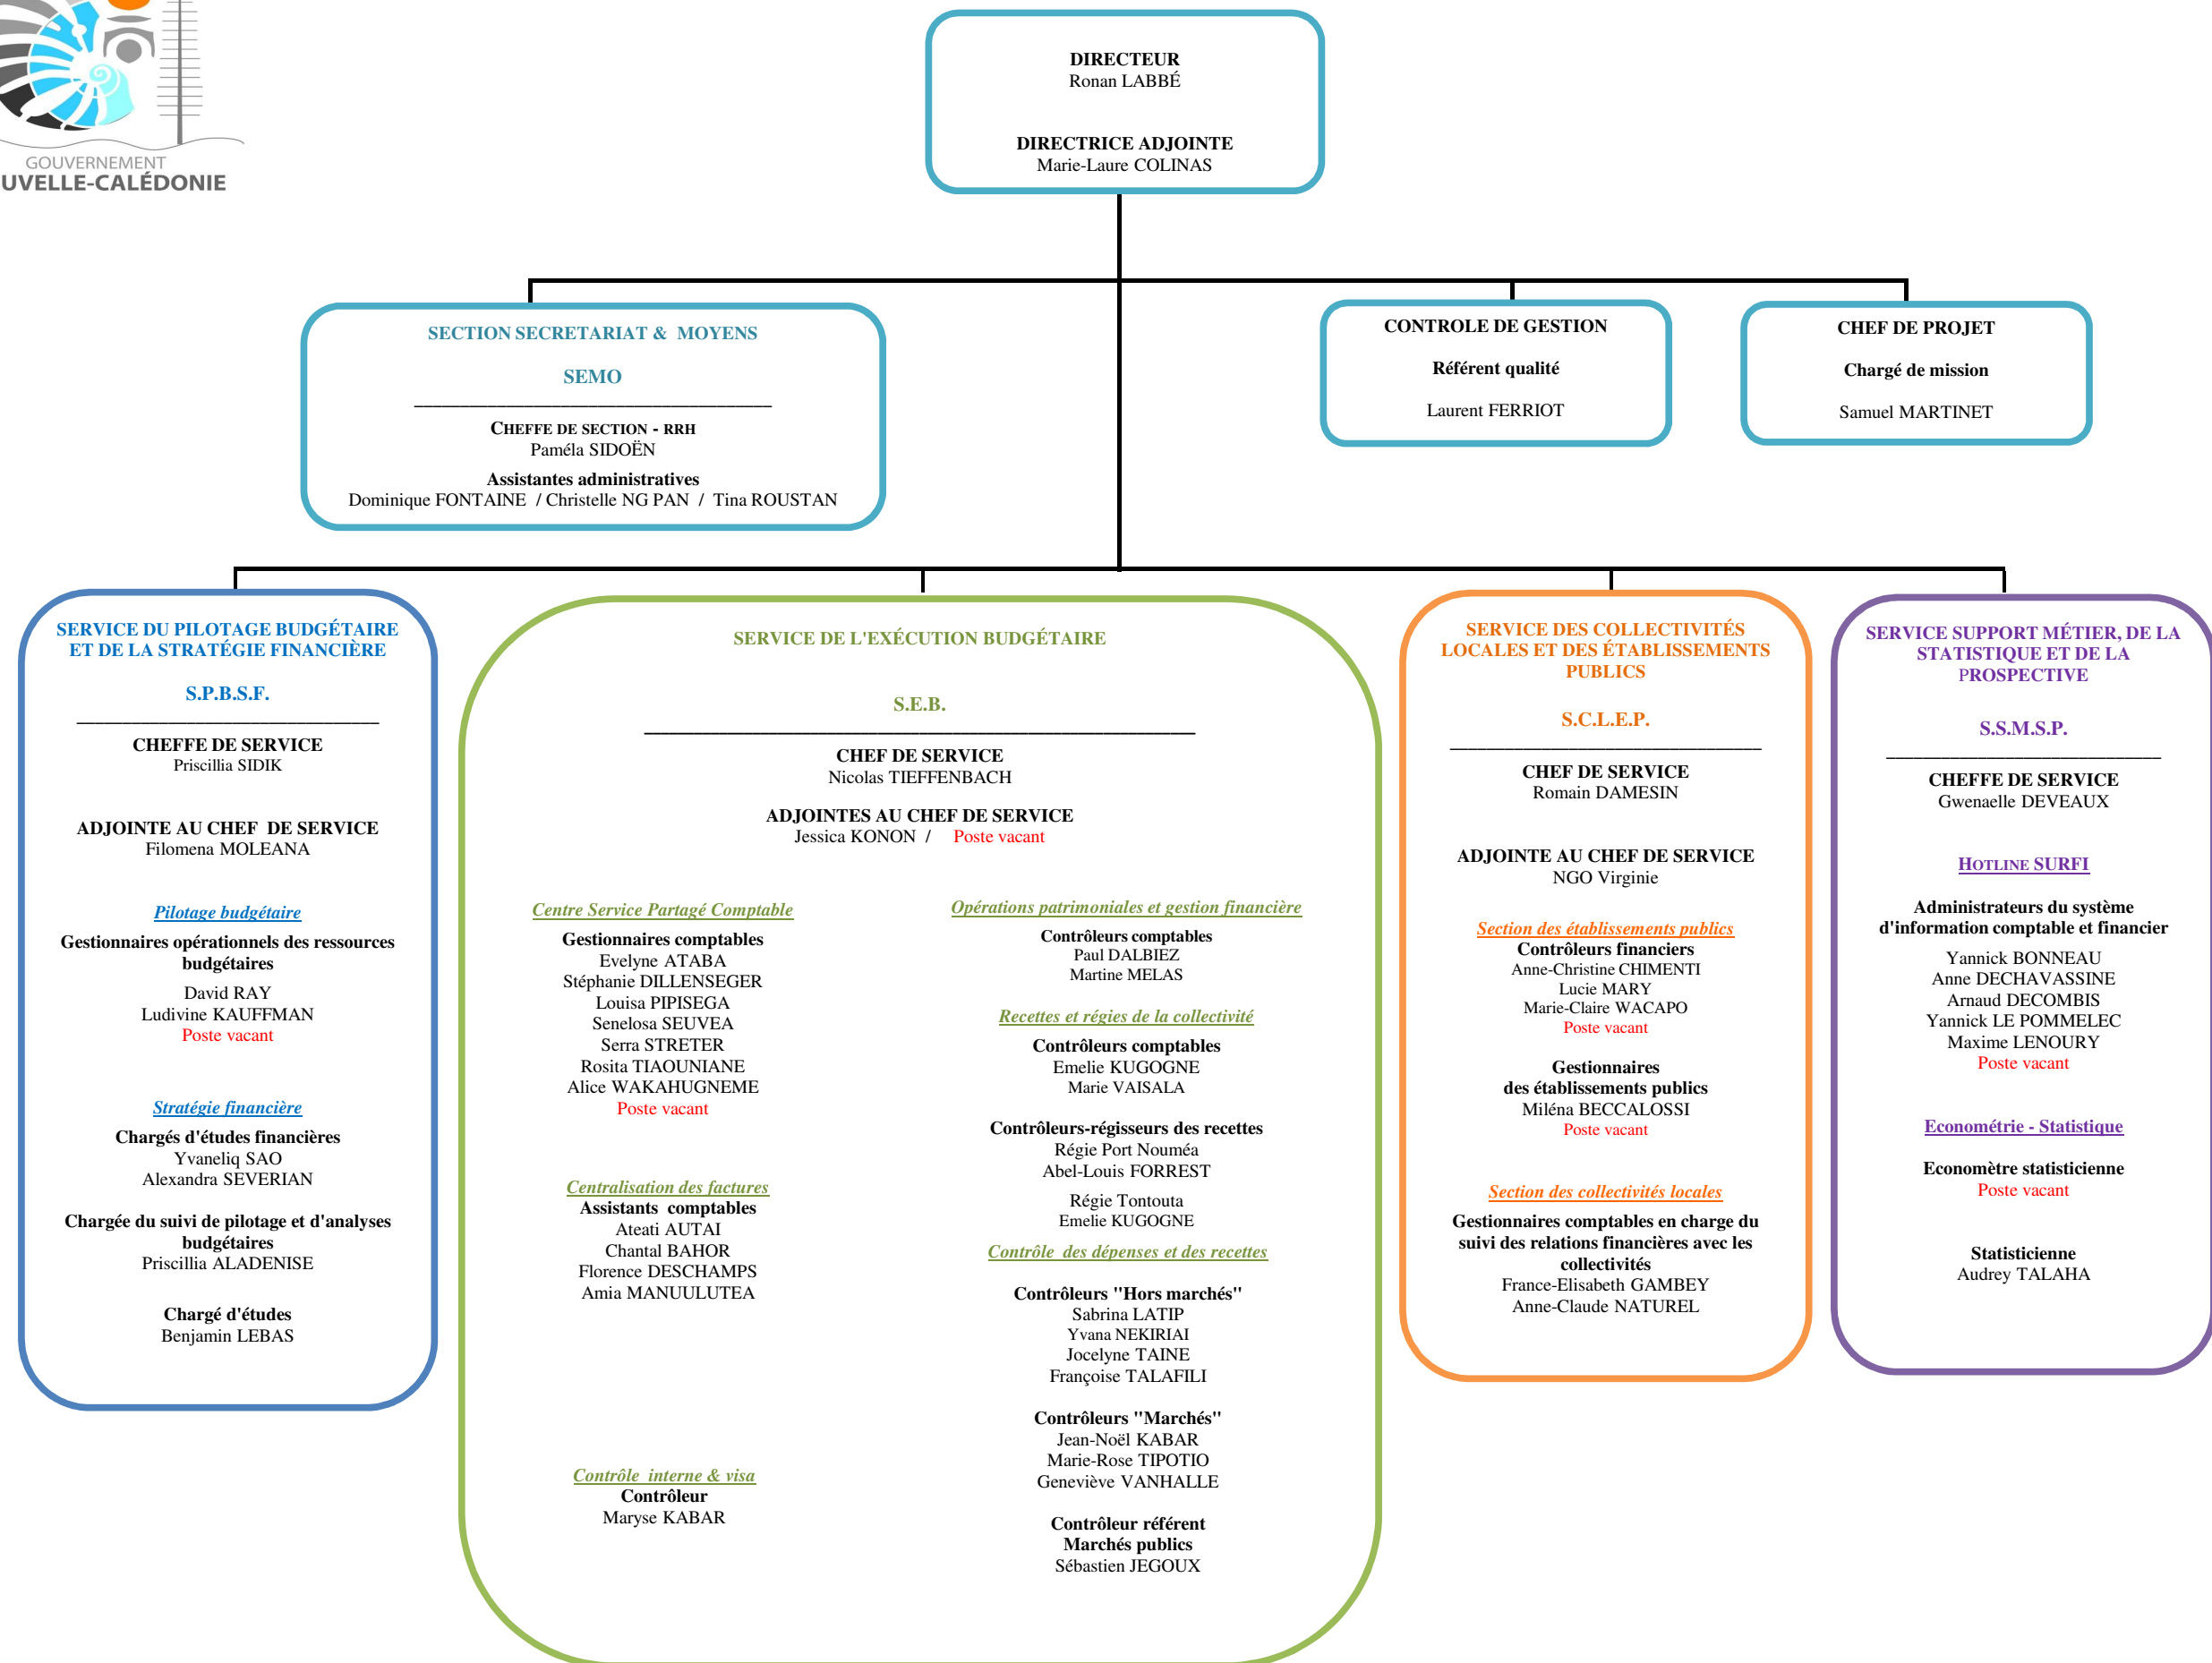 GOUVERNEMENT
UVELLE-CALÉDONIE
DIRECTEUR
Ronan LABBÉ
DIRECTRICE ADJOINTE
Marie-Laure COLINAS
SECTION SECRETARIAT & MOYENS
SEMO
CHEFFE DE SECTION - RRH
Paméla SIDOËN
Assistantes administratives
Dominique FONTAINE / Christelle NG PAN / Tina ROUSTAN
CONTROLE DE GESTION
Référent qualité
Laurent FERRIOT
CHEF DE PROJET
Chargé de mission
Samuel MARTINET
SERVICE DU PILOTAGE BUDGÉTAIRE
ET DE LA STRATÉGIE FINANCIÈRE
S.P.B.S.F.
CHEFFE DE SERVICE
Priscillia SIDIK
ADJOINTE AU CHEF DE SERVICE
Filomena MOLEANA
Pilotage budgétaire
Gestionnaires opérationnels des ressources
budgétaires
David RAY
Ludivine KAUFFMAN
Poste vacant
Stratégie financière
Chargés d'études financières
Yvaneliq SAO
Alexandra SEVERIAN
Chargée du suivi de pilotage et d'analyses
budgétaires
Priscillia ALADENISE
Chargé d'études
Benjamin LEBAS
SERVICE DE L'EXÉCUTION BUDGÉTAIRE
S.E.B.
CHEF DE SERVICE
Nicolas TIEFFENBACH
ADJOINTES AU CHEF DE SERVICE
Jessica KONON / Poste vacant
Centre Service Partagé Comptable
Gestionnaires comptables
Evelyne ATABA
Stéphanie DILLENSEGER
Louisa PIPISEGA
Senelosa SEUVEA
Serra STRETER
Rosita TIAOUNIANE
Alice WAKAHUGNEME
Poste vacant
Centralisation des factures
Assistants comptables
Ateati AUTAI
Chantal BAHOR
Florence DESCHAMPS
Amia MANUULUTEA
Contrôle interne & visa
Contrôleur
Maryse KABAR
Opérations patrimoniales et gestion financière
Contrôleurs comptables
Paul DALBIEZ
Martine MELAS
Recettes et régies de la collectivité
Contrôleurs comptables
Emelie KUGOGNE
Marie VAISALA
Contrôleurs-régisseurs des recettes
Régie Port Nouméa
Abel-Louis FORREST
Régie Tontouta
Emelie KUGOGNE
Contrôle des dépenses et des recettes
Contrôleurs "Hors marchés"
Sabrina LATIP
Yvana NEKIRIAI
Jocelyne TAINE
Françoise TALAFILI
Contrôleurs "Marchés"
Jean-Noël KABAR
Marie-Rose TIPOTIO
Geneviève VANHALLE
Contrôleur référent
Marchés publics
Sébastien JEGOUX
SERVICE DES COLLECTIVITÉS
LOCALES ET DES ÉTABLISSEMENTS
PUBLICS
S.C.L.E.P.
CHEF DE SERVICE
Romain DAMESIN
ADJOINTE AU CHEF DE SERVICE
NGO Virginie
Section des établissements publics
Contrôleurs financiers
Anne-Christine CHIMENTI
Lucie MARY
Marie-Claire WACAPO
Poste vacant
Gestionnaires
des établissements publics
Miléna BECCALOSSI
Poste vacant
Section des collectivités locales
Gestionnaires comptables en charge du
suivi des relations financières avec les
collectivités
France-Elisabeth GAMBEY
Anne-Claude NATUREL
SERVICE SUPPORT MÉTIER, DE LA
STATISTIQUE ET DE LA
PROSPECTIVE
S.S.M.S.P.
CHEFFE DE SERVICE
Gwenaelle DEVEAUX
HOTLINE SURFI
Administrateurs du système
d'information comptable et financier
Yannick BONNEAU
Anne DECHAVASSINE
Arnaud DECOMBIS
Yannick LE POMMELEC
Maxime LENOURY
Poste vacant
Econométrie - Statistique
Economètre statisticienne
Poste vacant
Statisticienne
Audrey TALAHA